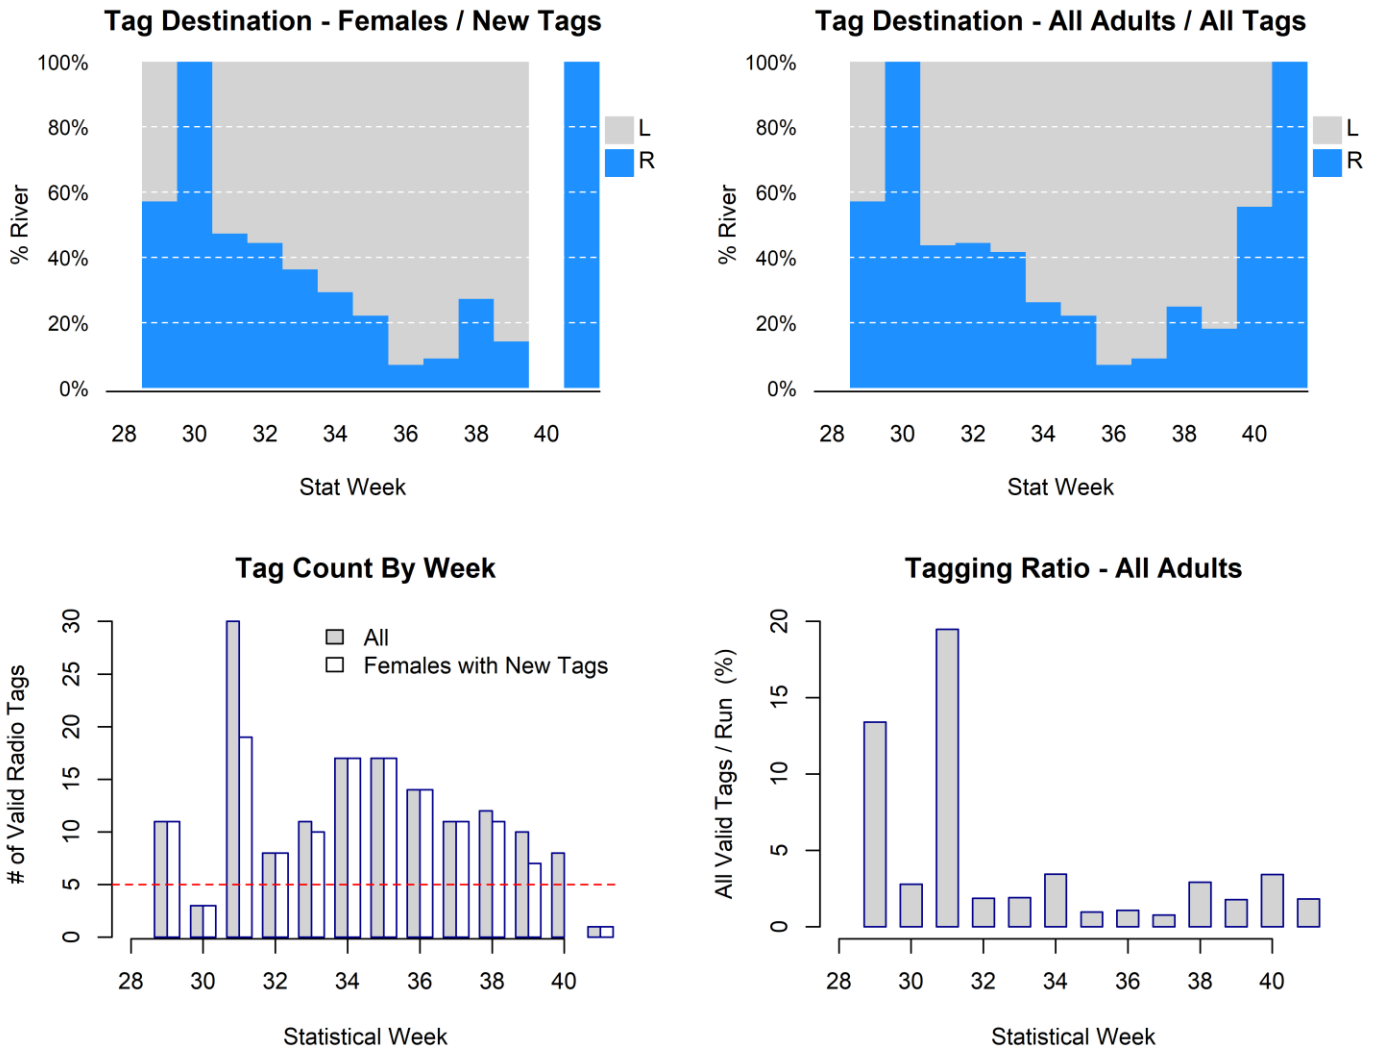 Tag Destination - Females / New Tags
100%
80%
60%
40%
20%
0%
% River
L
R
28 30 32 34 36 38 40
Stat Week
Tag Destination - All Adults / All Tags
100%
80%
60%
40%
20%
0%
% River
L
R
28 30 32 34 36 38 40
Stat Week
Tag Count By Week
30
25
20
15
10
5
0
# of Valid Radio Tags
All
Females with New Tags
28 30 32 34 36 38 40
Statistical Week
Tagging Ratio - All Adults
20
15
10
5
0
All Valid Tags / Run (%)
28 30 32 34 36 38 40
Statistical Week